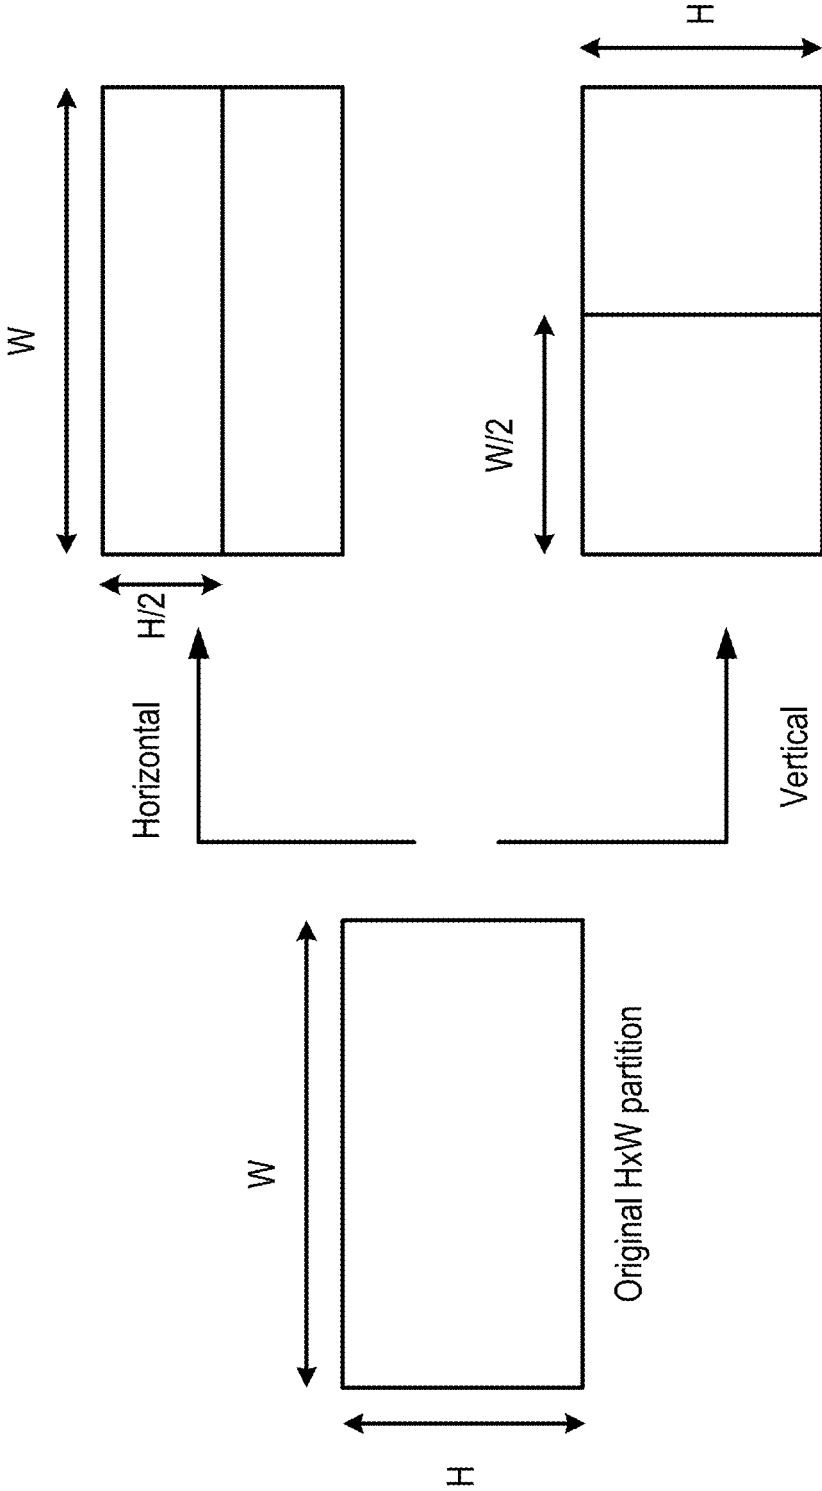 W
H
Original HxW partition
Horizontal
H/2
W
Vertical
W/2
H